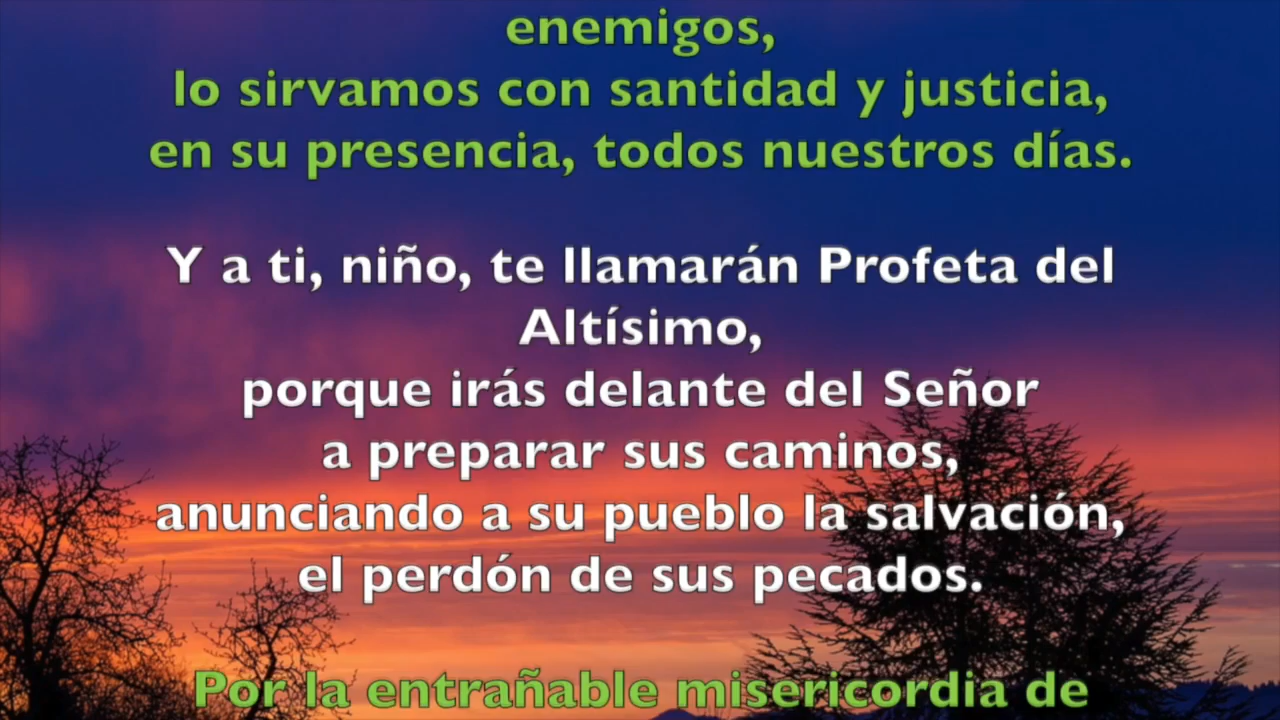 enemigos,
lo sirvamos con santidad y justicia,
en su presencia, todos nuestros días.
Y a ti, niño, te llamarán Profeta del
Altísimo,
porque irás delante del Señor
a preparar sus caminos,
anunciando a su pueblo la salvación,
el perdón de sus pecados.
Por la entrañable misericordia de